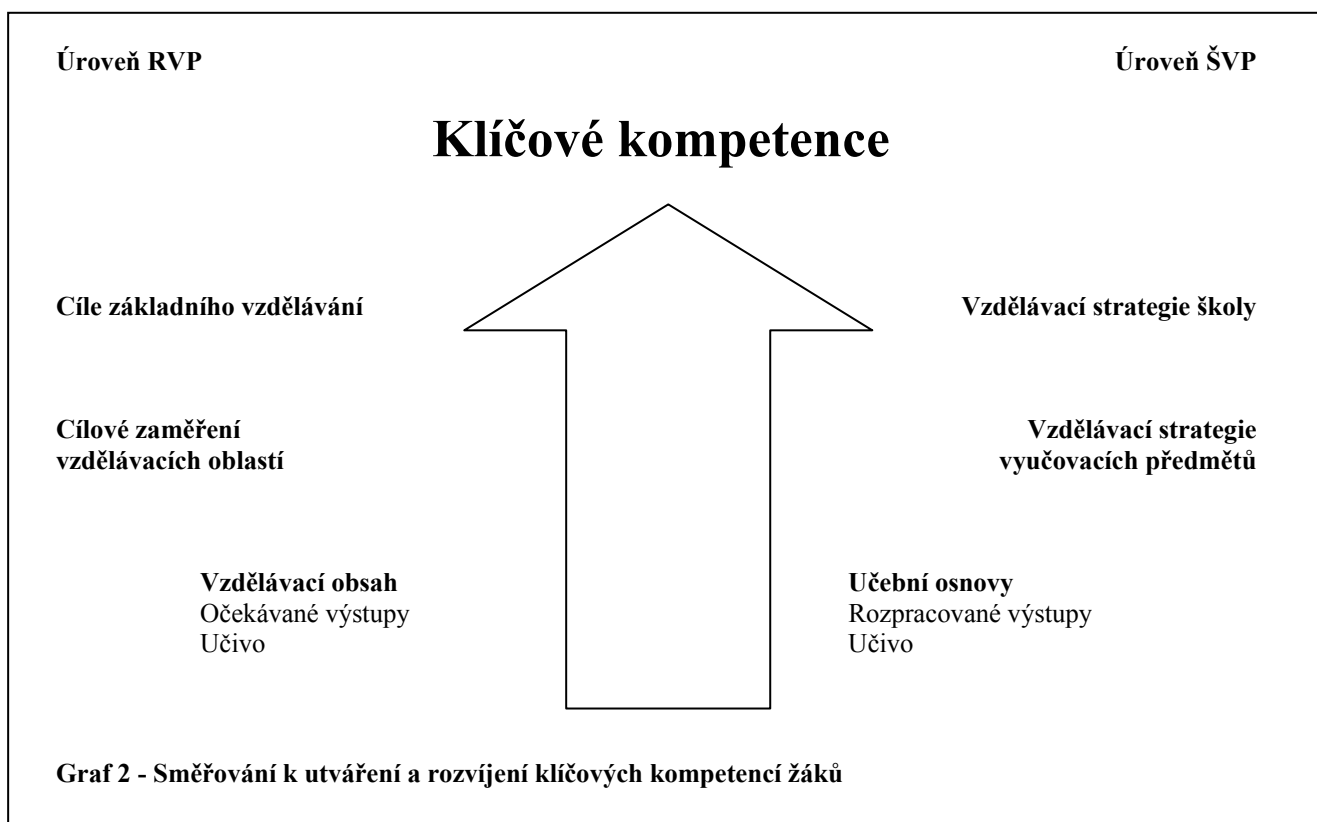 Úroveň RVP
Úroveň ŠVP
Klíčové kompetence
Cíle základního vzdělávání
Vzdělávací strategie školy
Cílové zaměření
vzdělávacích oblastí
Vzdělávací strategie
vyučovacích předmětů
Vzdělávací obsah
Očekávané výstupy
Učivo
Učební osnovy
Rozpracované výstupy
Učivo
Graf 2 - Směřování k utváření a rozvíjení klíčových kompetencí žáků